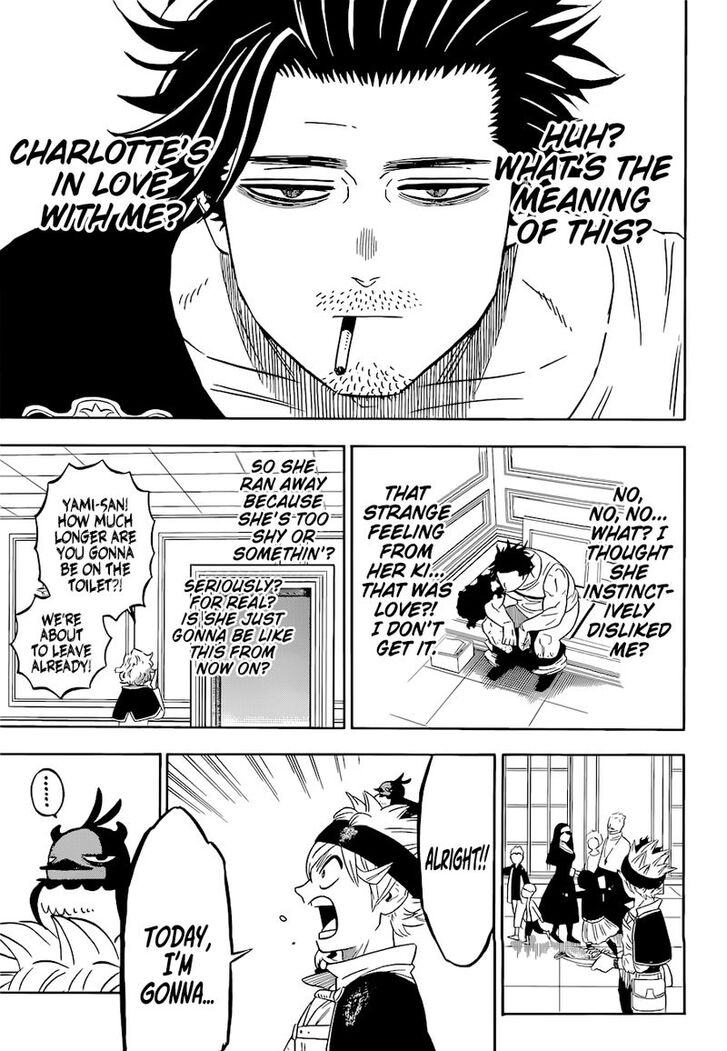 HUH?
WHAT'S THE
MEANING
OF THIS?
CHARLOTTE'S
IN LOVE
WITH ME?
NO,
NO, NO...
WHAT? I
THOUGHT
SHE
INSTINCT-
IVELY
DISLIKED
ME?
THAT
STRANGE
FEELING
FROM
HER KI...
THAT WAS
LOVE?!
I DON'T
GET IT.
SO SHE
RAN AWAY
BECAUSE
SHE'S TOO
SHY OR
SOMETHIN'?
SERIOUSLY?
FOR REAL?
IS SHE JUST
GONNA BE LIKE
THIS FROM
NOW ON?
YAMI-SAN!
HOW MUCH
LONGER ARE
YOU GONNA
BE ON THE
TOILET?!
WE'RE
ABOUT
TO LEAVE
ALREADY!
ALRIGHT!!
TODAY,
I'M
GONNA...
......